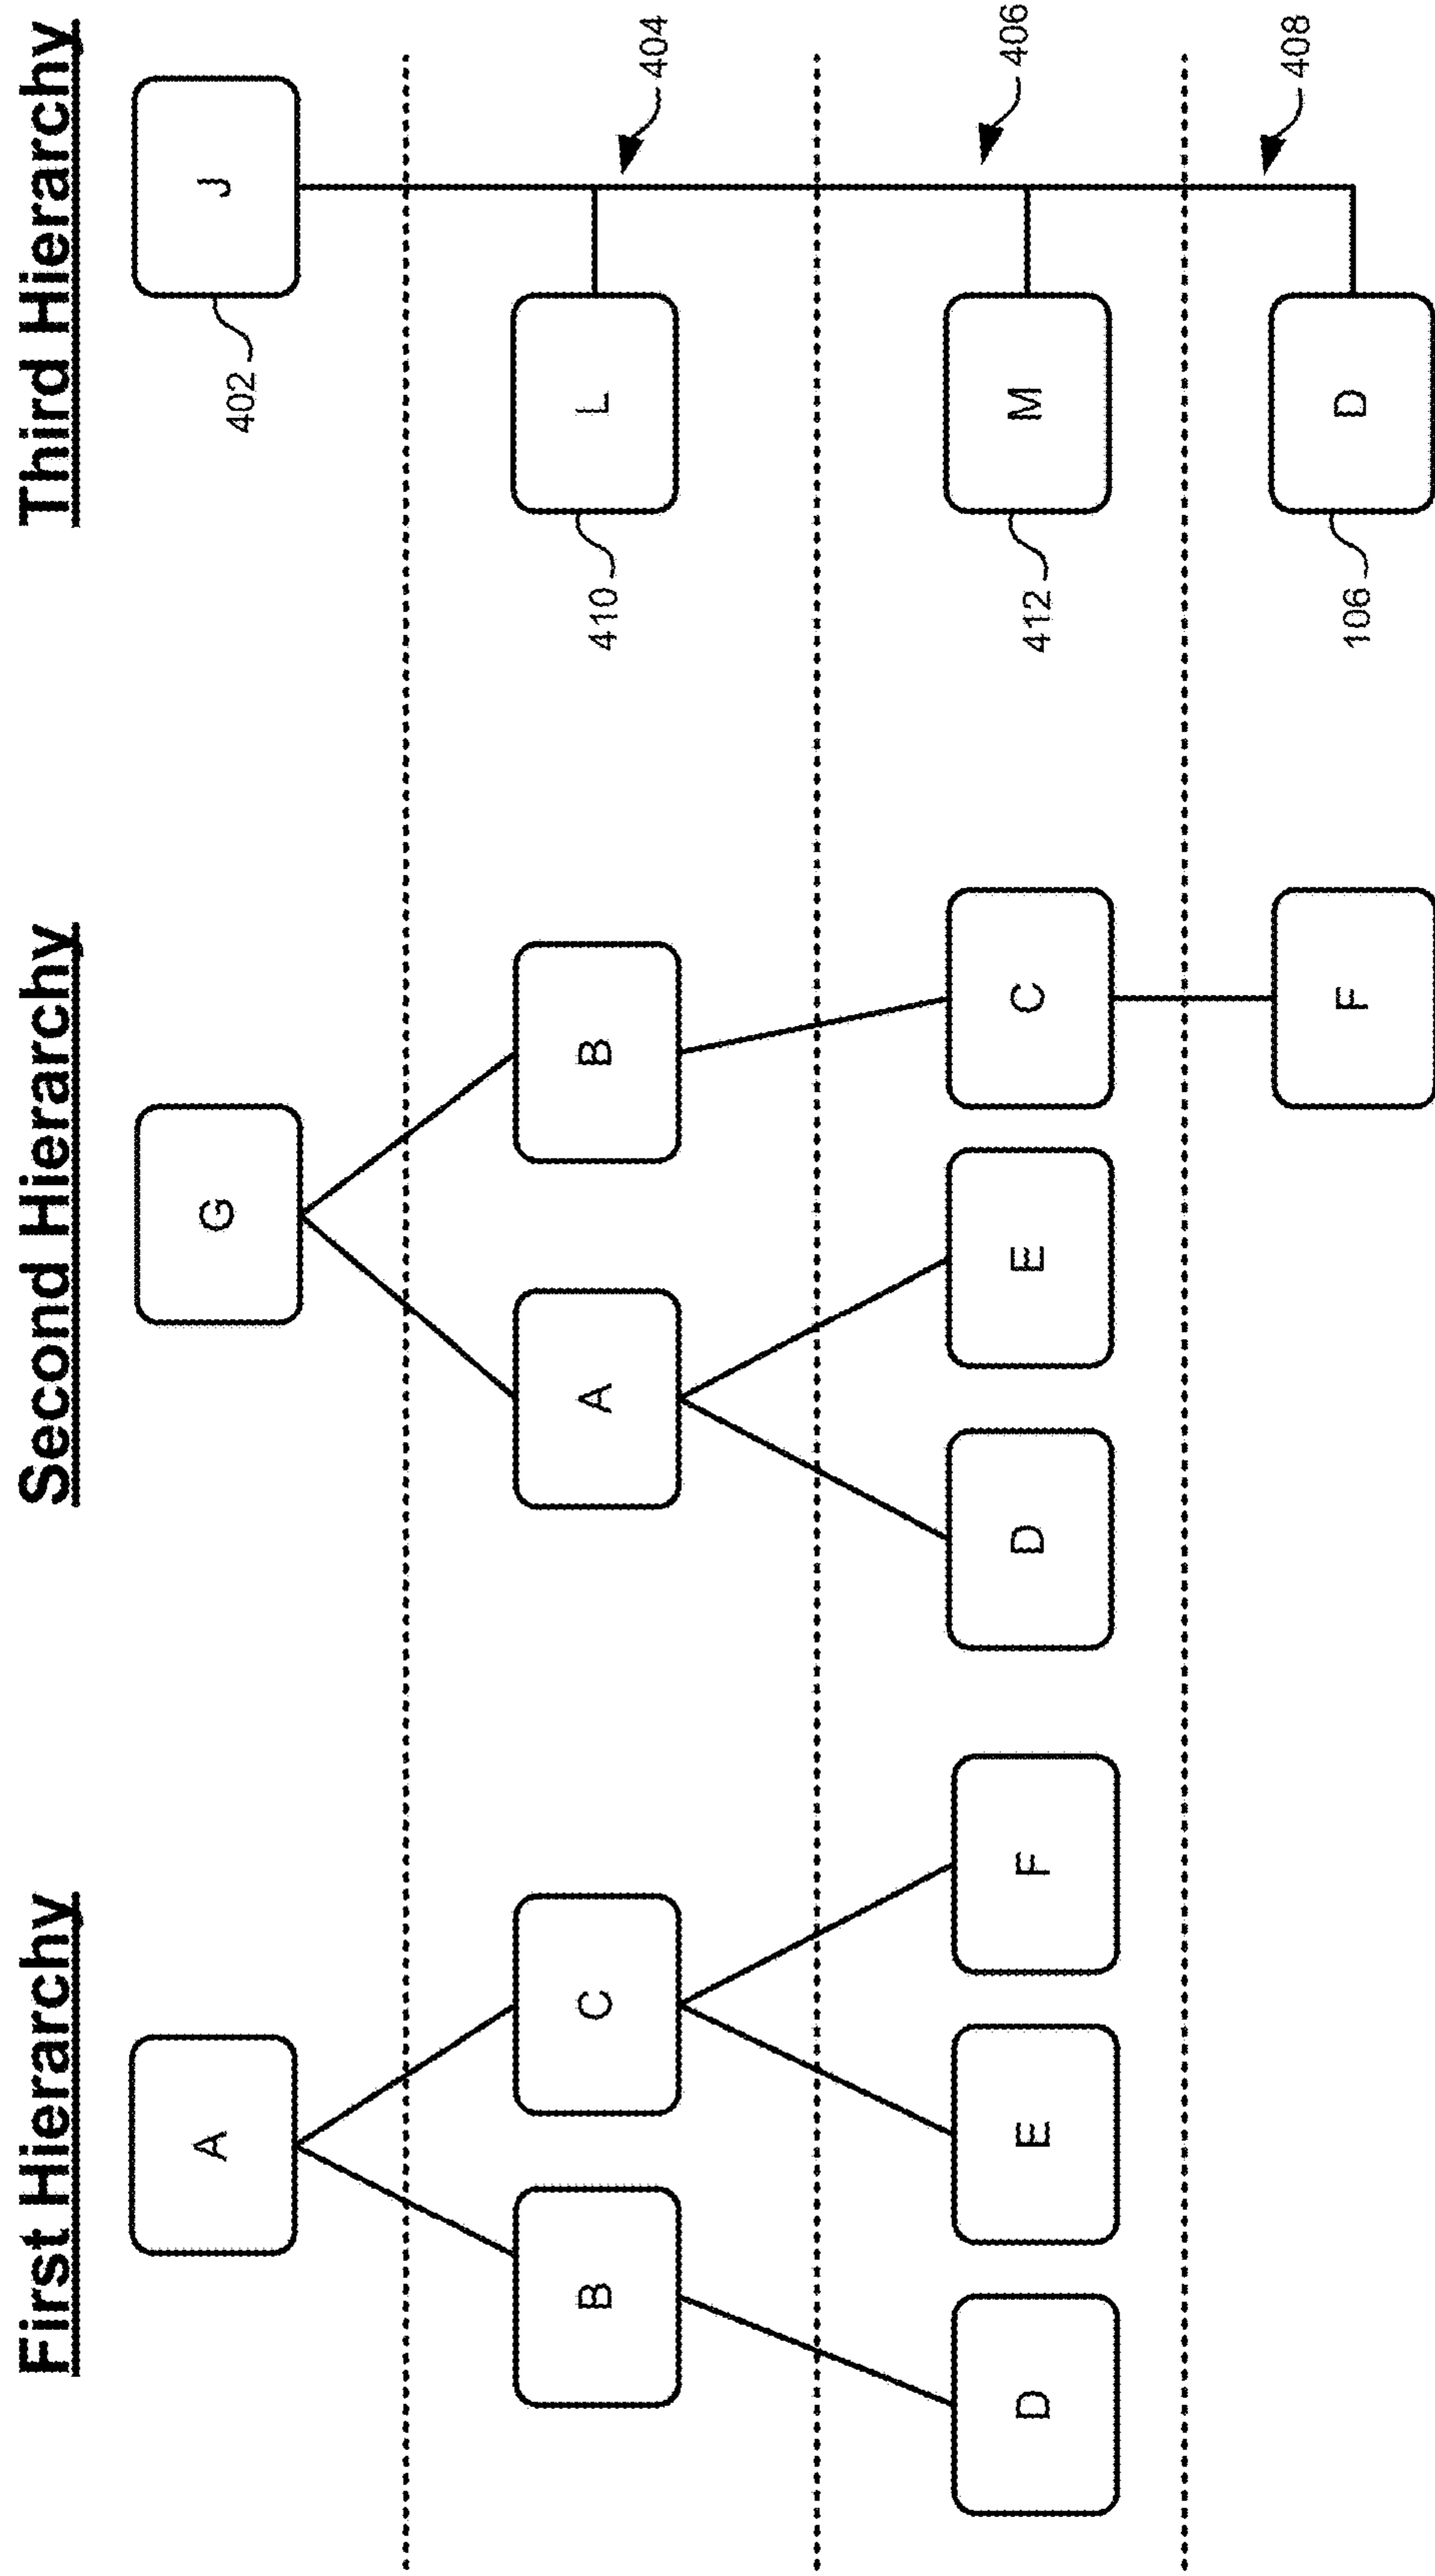 First Hierarchy
Second Hierarchy
Third Hierarchy
A
G
J
402
B
C
A
B
L
404
410
D
E
F
D
E
C
M
406
412
F
D
408
106